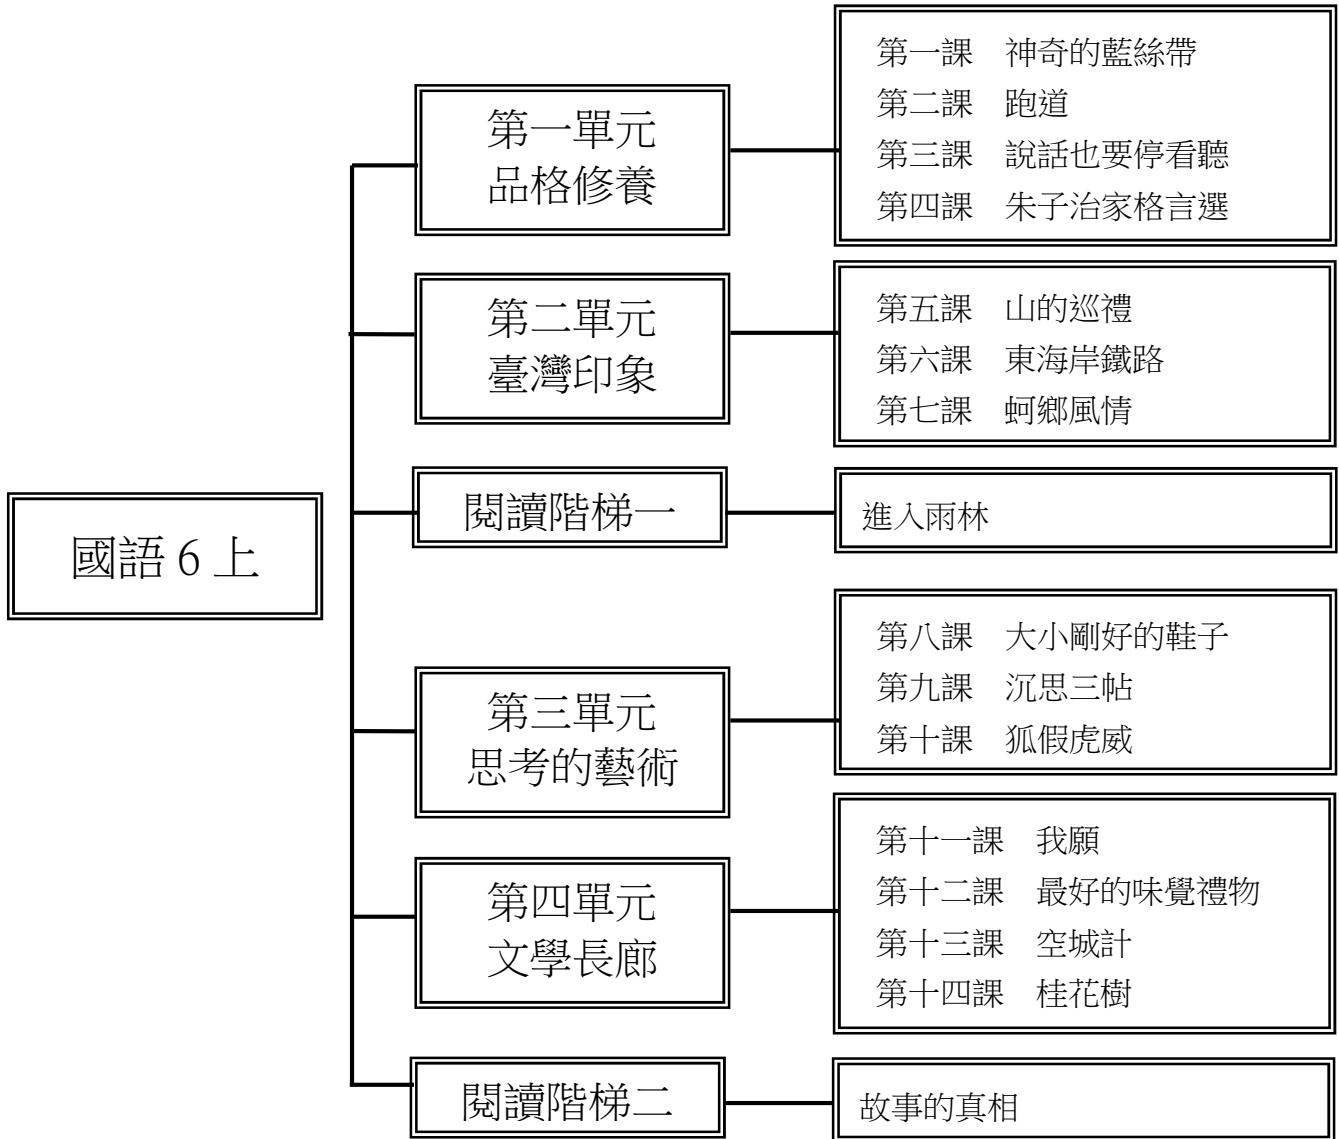 國語 6 上
第一單元
品格修養
第一課　神奇的藍絲帶
第二課　跑道
第三課　說話也要停看聽
第四課　朱子治家格言選
第二單元
臺灣印象
第五課　山的巡禮
第六課　東海岸鐵路
第七課　蚵鄉風情
閱讀階梯一
進入雨林
第三單元
思考的藝術
第八課　大小剛好的鞋子
第九課　沉思三帖
第十課　狐假虎威
第四單元
文學長廊
第十一課　我願
第十二課　最好的味覺禮物
第十三課　空城計
第十四課　桂花樹
閱讀階梯二
故事的真相